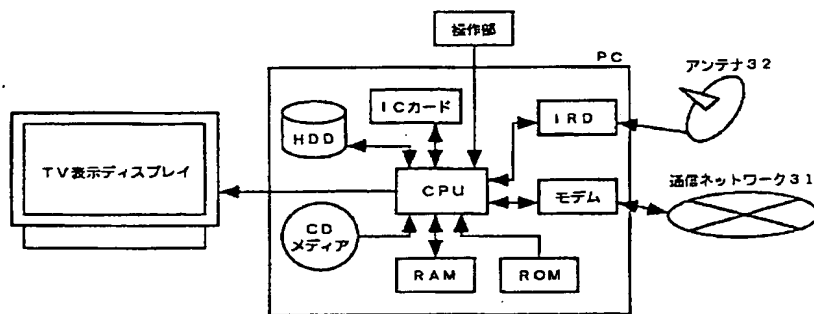 操作部
PC
アンテナ32
ICカード
HDD
IRD
TV表示ディスプレイ
CPU
モデム
通信ネットワーク31
CD
メディア
RAM
ROM